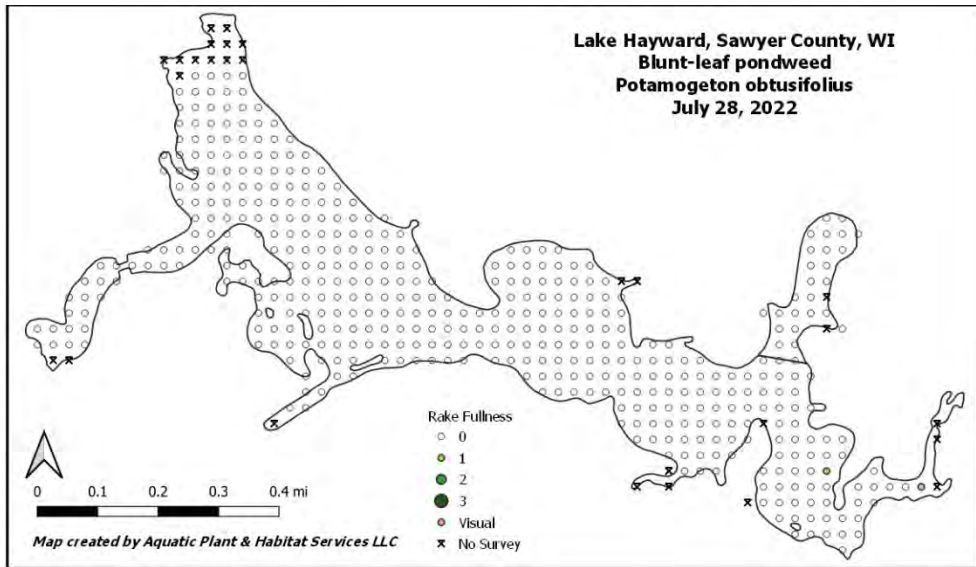 Lake Hayward, Sawyer County, WI
Blunt-leaf pondweed
Potamogeton obtusifolius
July 28, 2022
Rake Fullness
0
1
2
3
Visual
No Survey
0 0.1 0.2 0.3 0.4 mi
Map created by Aquatic Plant & Habitat Services LLC